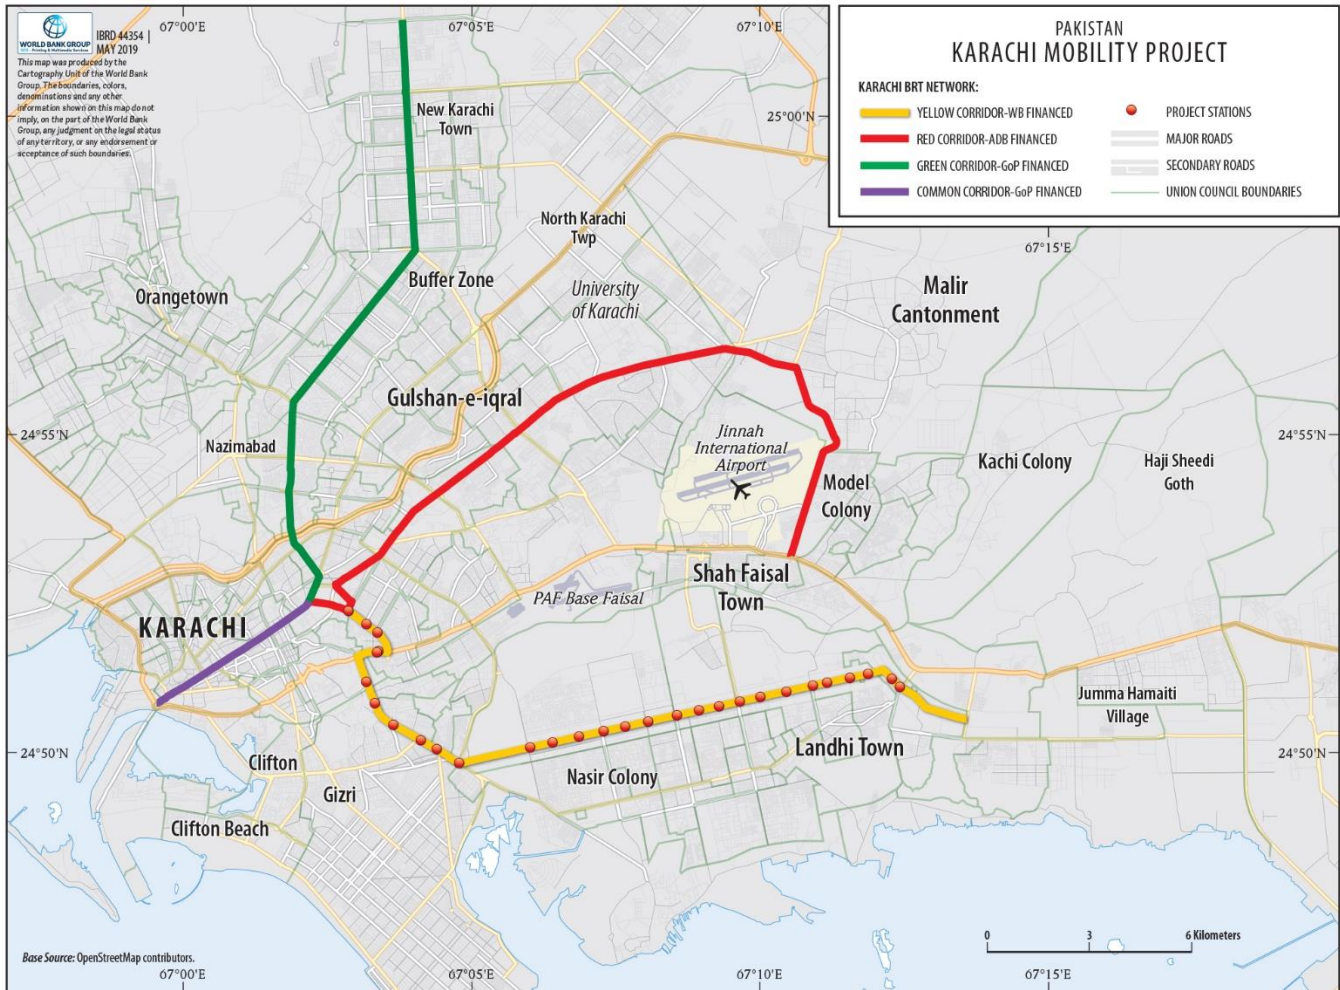 67°00'E
67°05'E
67°10'E
WORLD BANK GROUP
Printing & Multimedia Services
IBRD 44354 |
MAY 2019
This map was produced by the
Cartography Unit of the World Bank
Group. The boundaries, colors,
denominations and any other
information shown on this map do not
imply, on the part of the World Bank
Group, any judgment on the legal status
of any territory, or any endorsement or
acceptance of such boundaries.
PAKISTAN
KARACHI MOBILITY PROJECT
KARACHI BRT NETWORK:
YELLOW CORRIDOR-WB FINANCED
RED CORRIDOR-ADB FINANCED
GREEN CORRIDOR-GoP FINANCED
COMMON CORRIDOR-GoP FINANCED
PROJECT STATIONS
MAJOR ROADS
SECONDARY ROADS
UNION COUNCIL BOUNDARIES
25°00'N
New Karachi
Town
North Karachi
Twp
67°15'E
Buffer Zone
University
of Karachi
Malir
Cantonment
Orangetown
Gulshan-e-iqral
24°55'N
Nazimabad
Jinnah
International
Airport
Model
Colony
Kachi Colony
Haji Sheedi
Goth
24°55'N
Shah Faisal
Town
PAF Base Faisal
KARACHI
Jumma Hamaiti
Village
24°50'N
Clifton
Gizri
Clifton Beach
Nasir Colony
Landhi Town
24°50'N
0
3
6 Kilometers
Base Source: OpenStreetMap contributors.
67°00'E
67°05'E
67°10'E
67°15'E